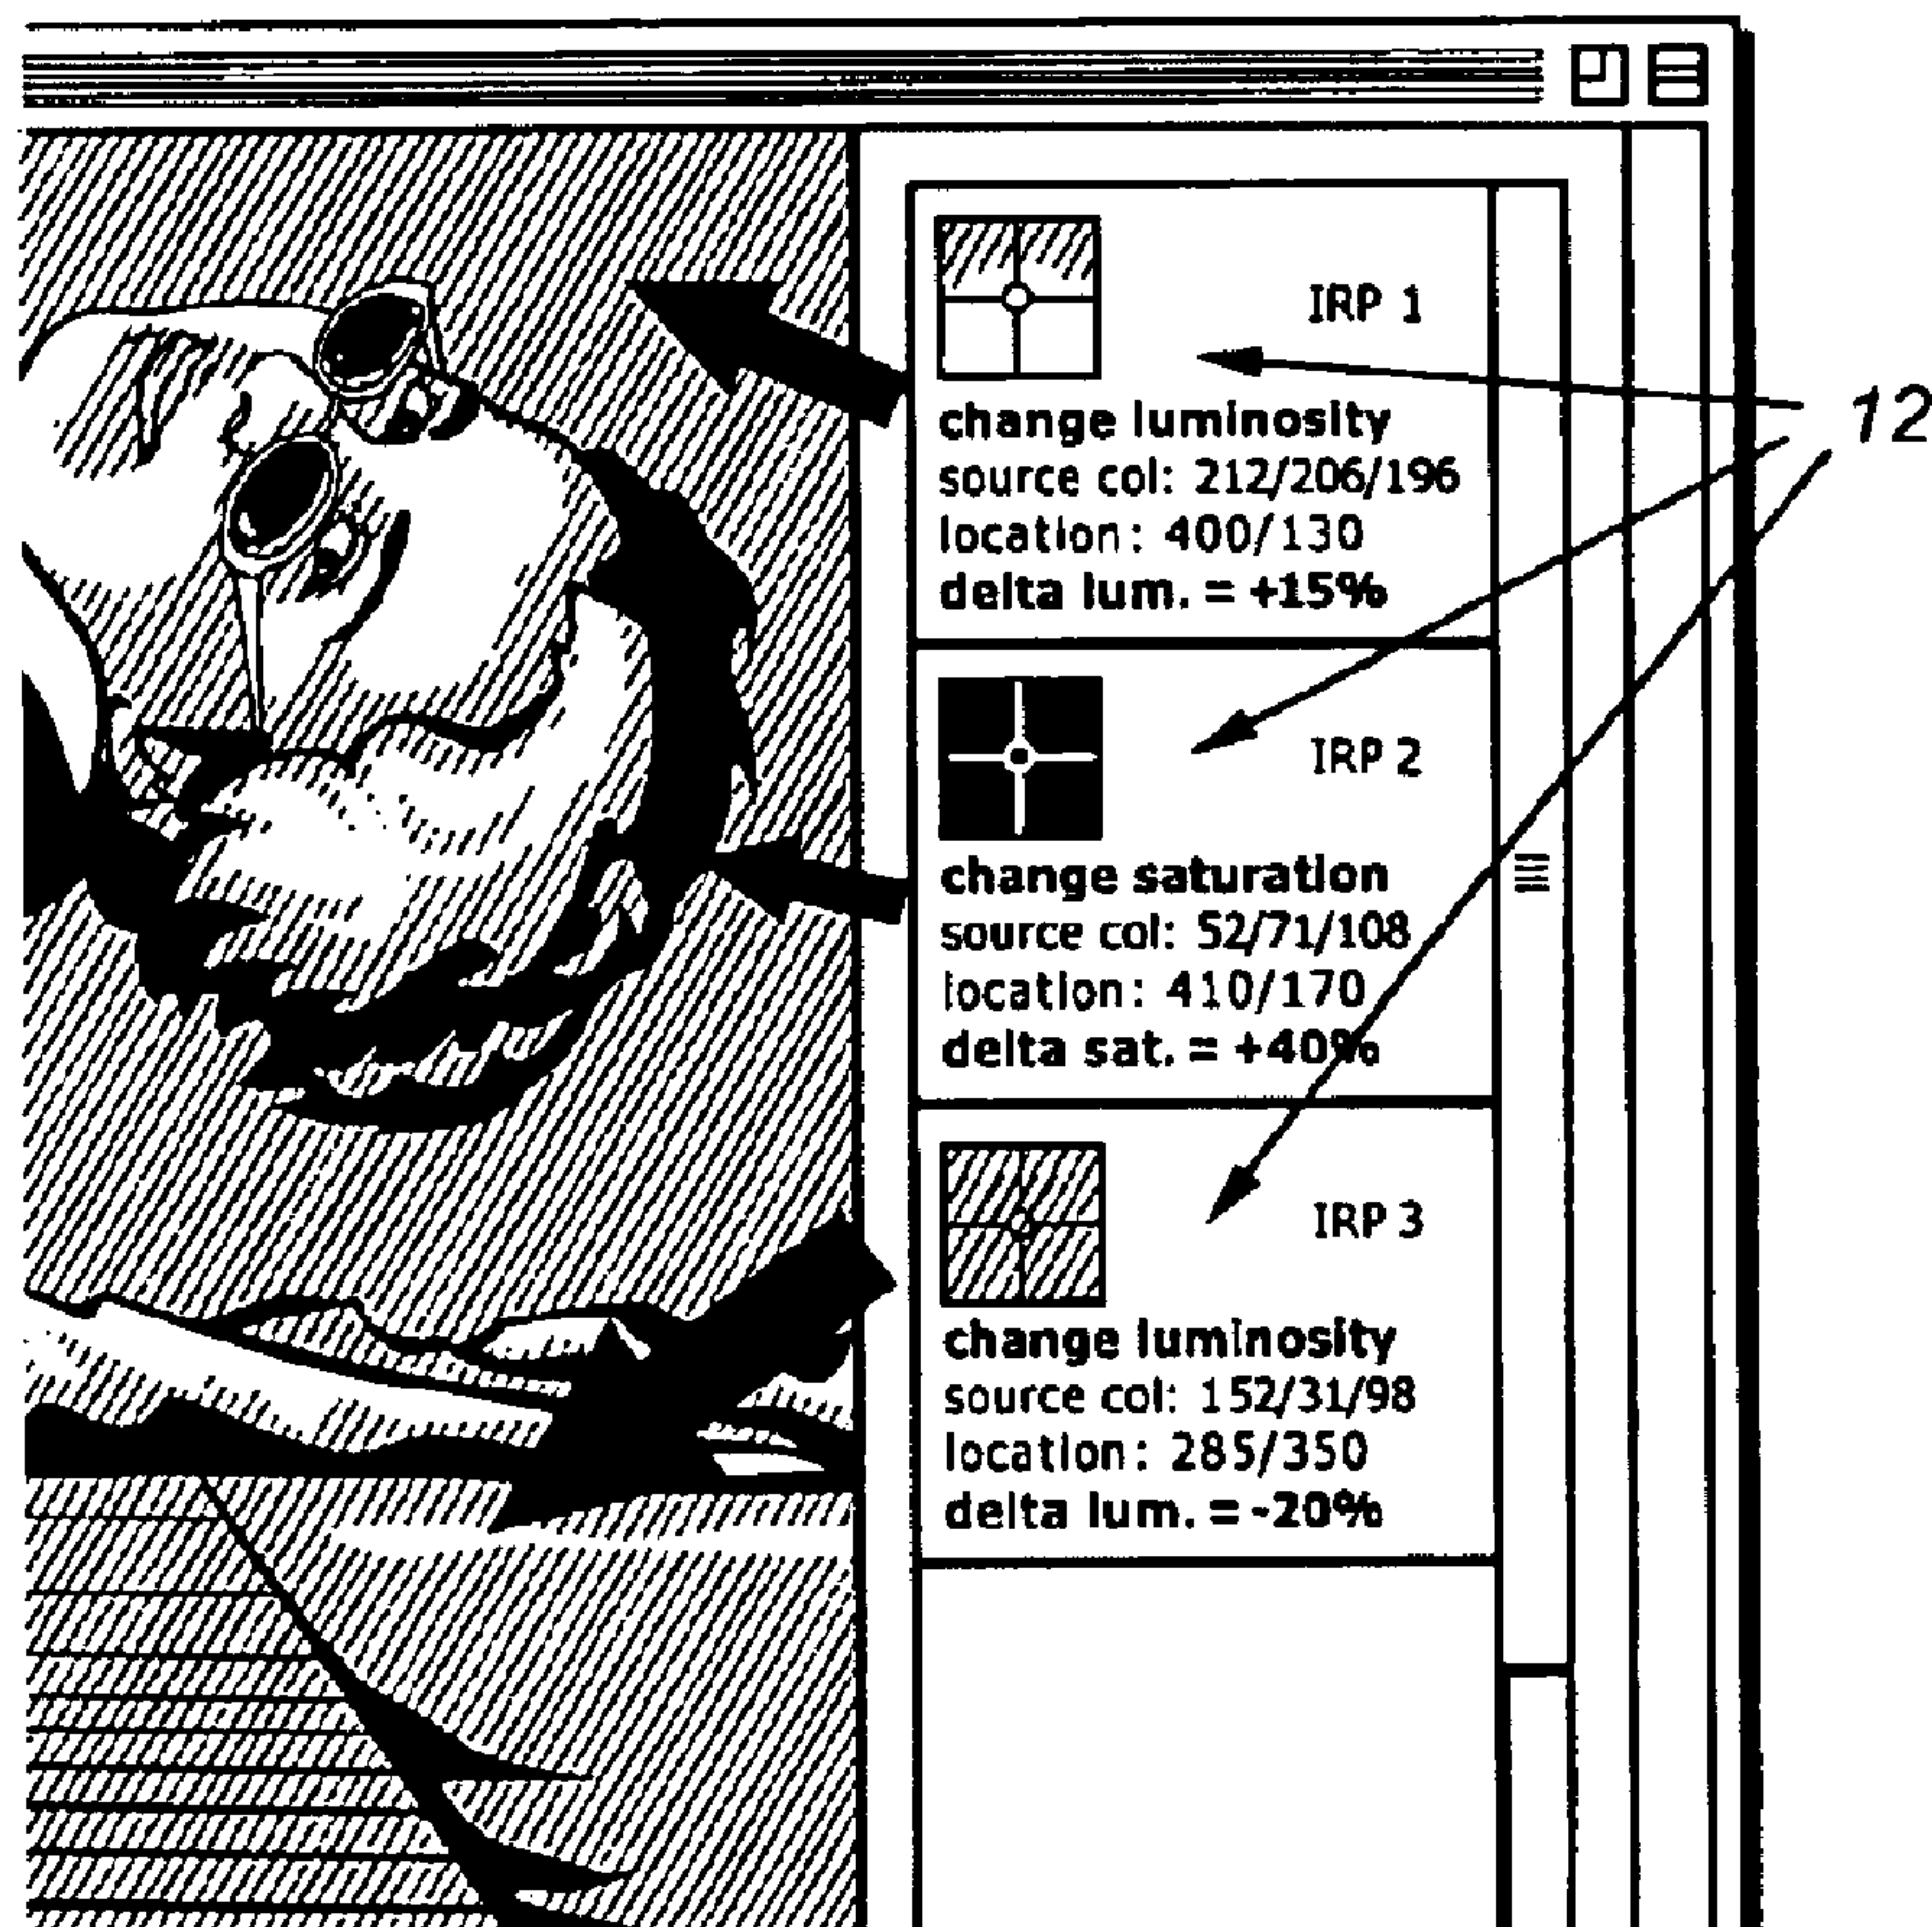 IRP 1
change luminosity
source col: 212/206/196
location: 400/130
delta lum. = +15%
12
IRP 2
change saturation
source col: 52/71/108
location: 410/170
delta sat. = +40%
IRP 3
change luminosity
source col: 152/31/98
location: 285/350
delta lum. = -20%